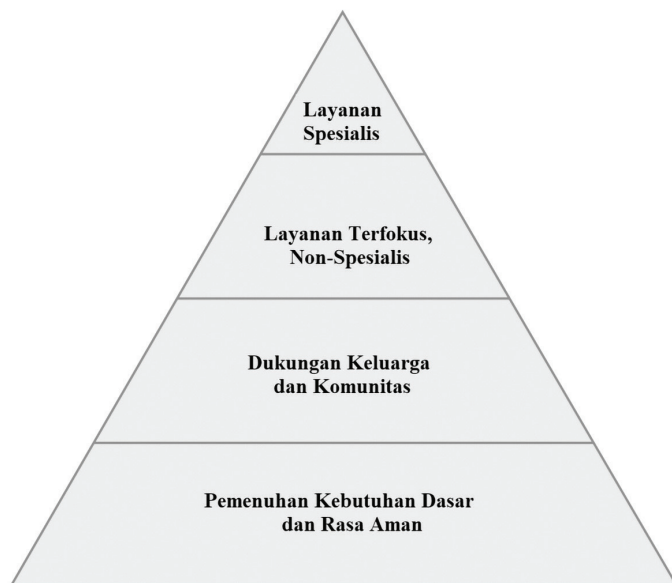 Layanan
Spesialis
Layanan Terfokus,
Non-Spesialis
Dukungan Keluarga
dan Komunitas
Pemenuhan Kebutuhan Dasar
dan Rasa Aman